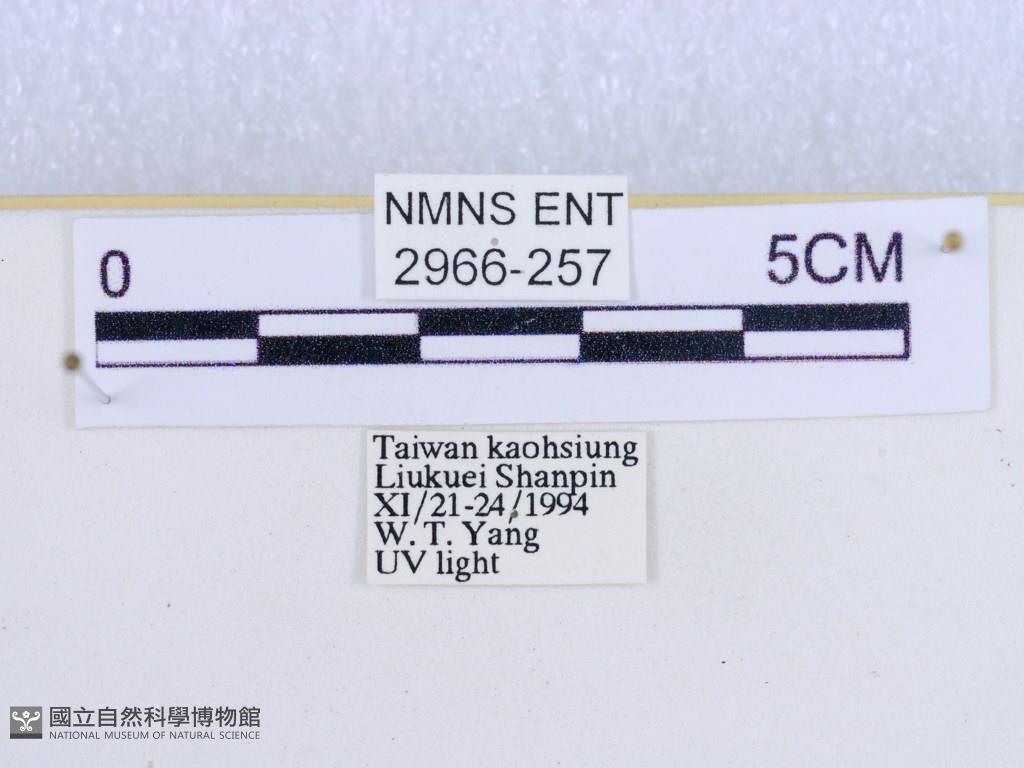 NMNS ENT
2966-257
0
5CM
Taiwan kaohsiung
Liukuei Shanpin
XI/21-24/1994
W. T. Yang
UV light
國立自然科學博物館
NATIONAL MUSEUM OF NATURAL SCIENCE